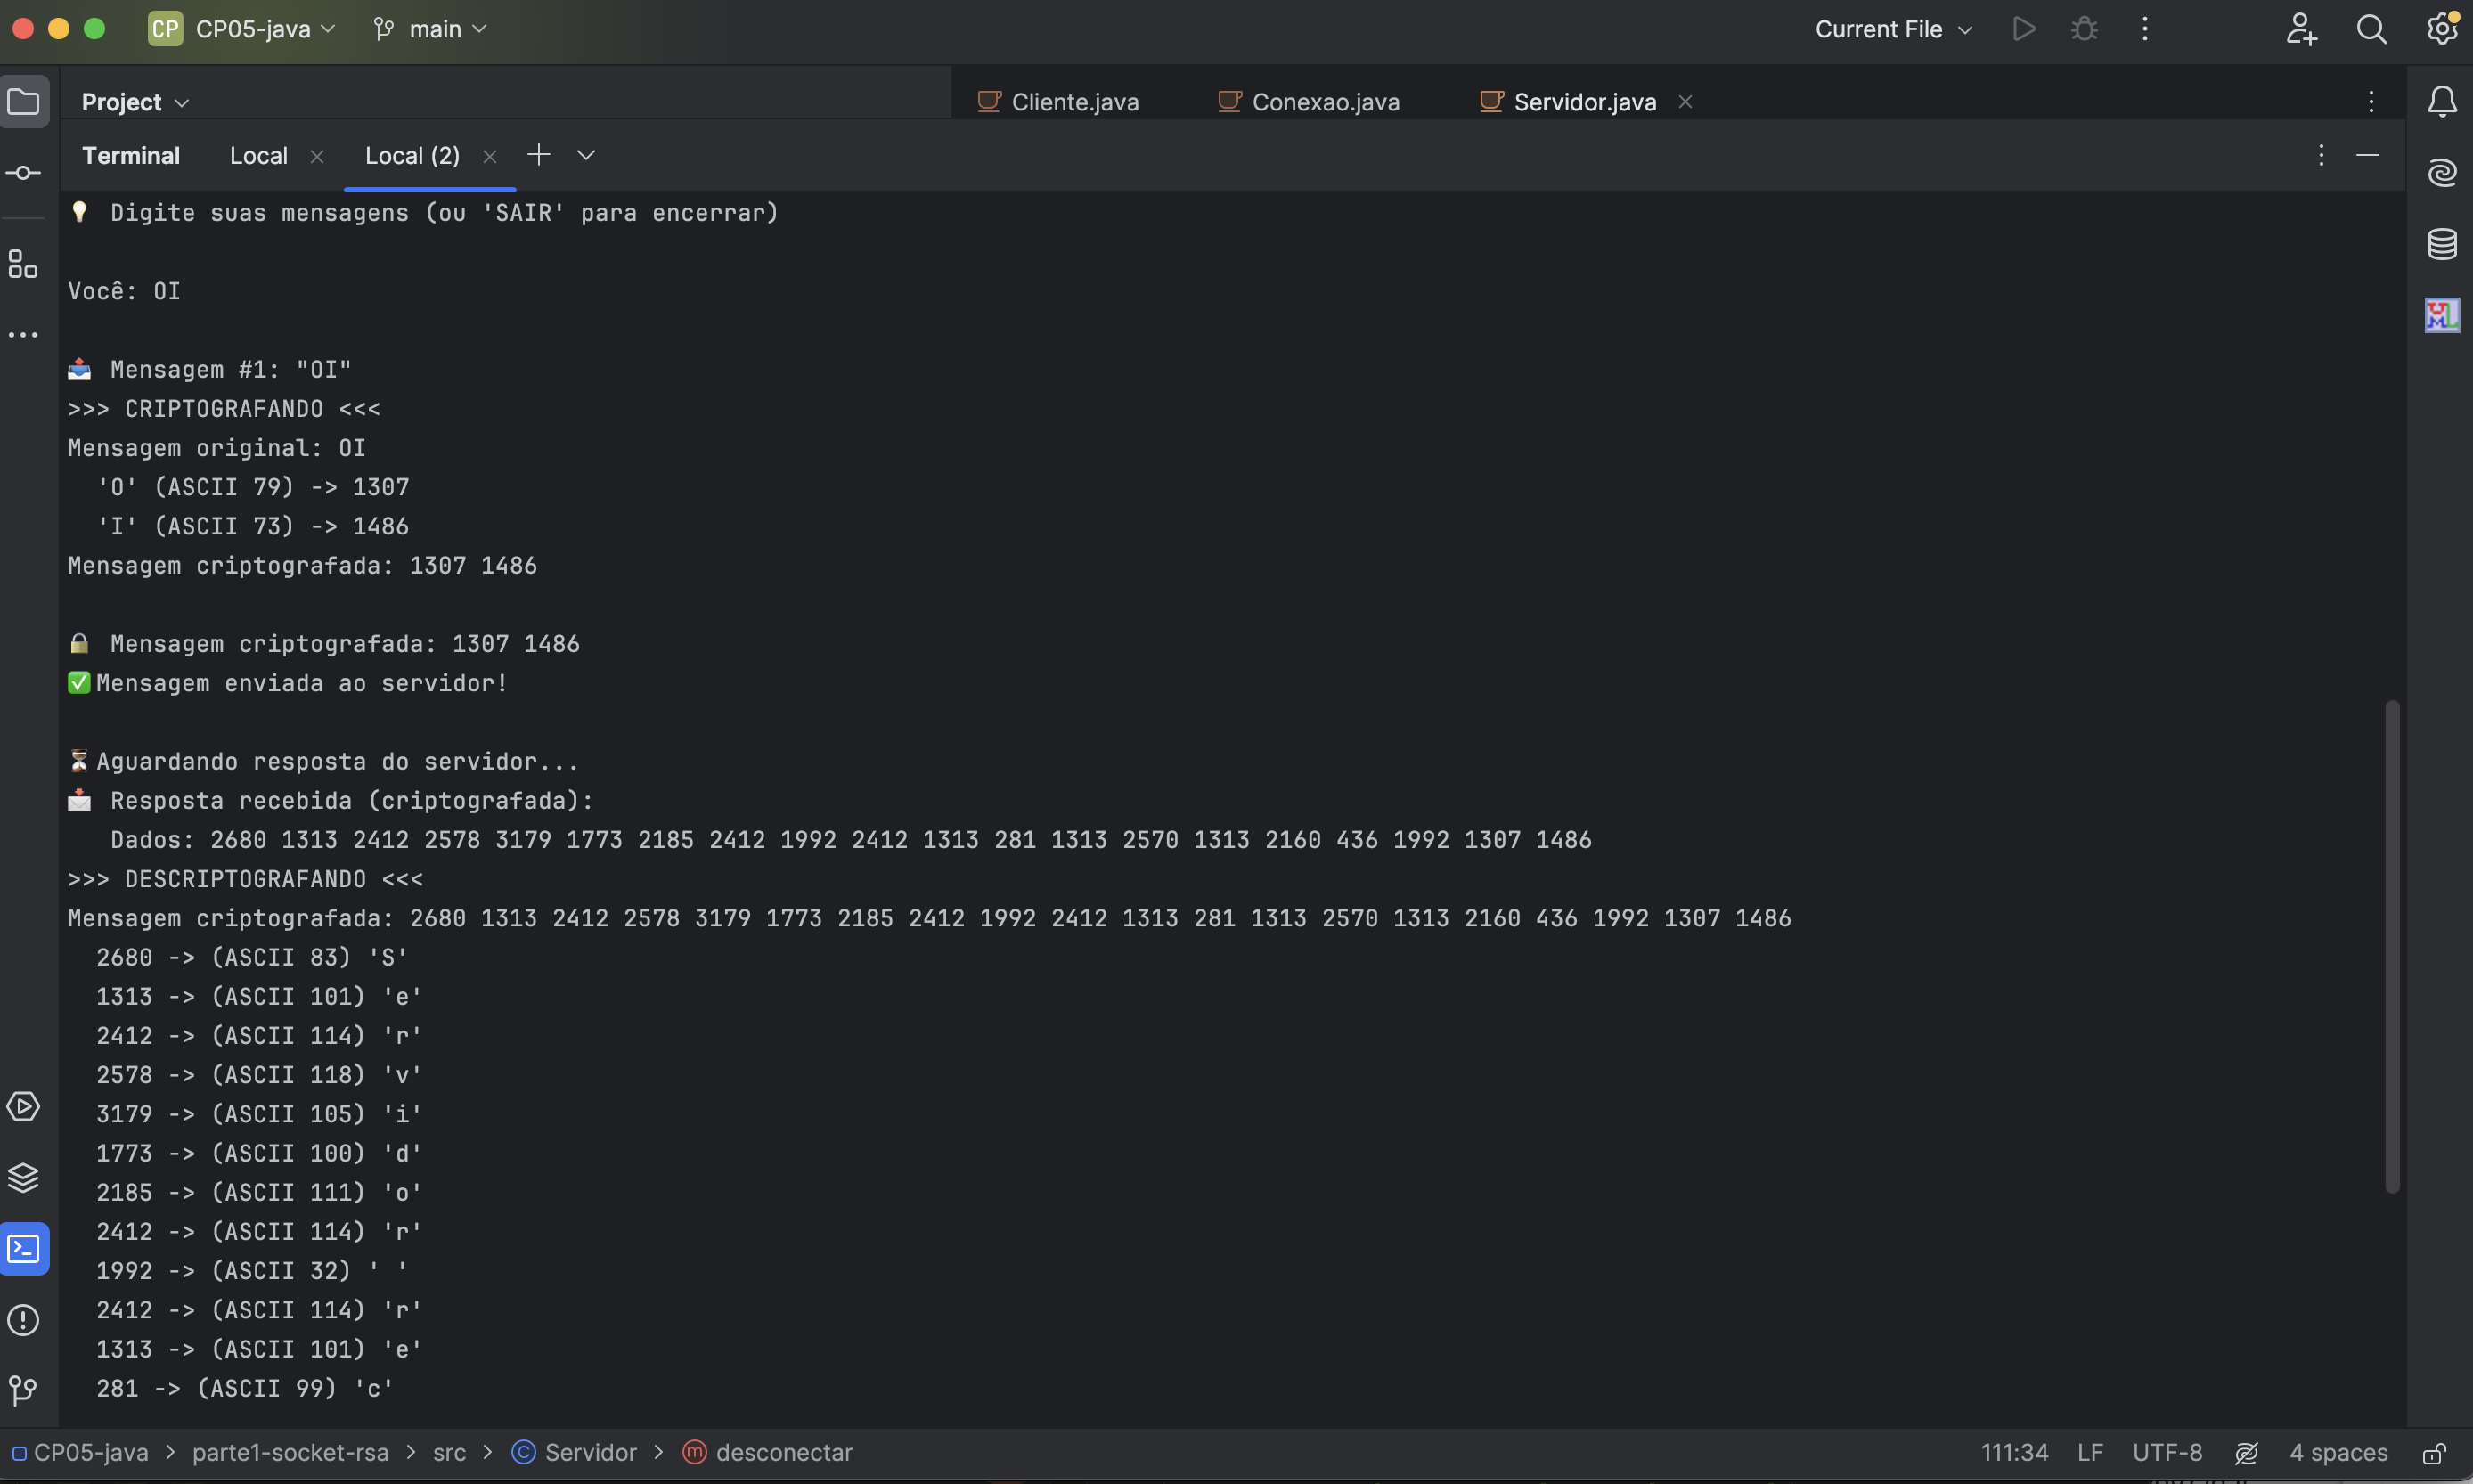 CP CP05-java main Current File
Project Cliente.java Conexao.java Servidor.java
Terminal Local Local (2)
Digite suas mensagens (ou 'SAIR' para encerrar)
Você: OI
Mensagem #1: "OI"
>>> CRIPTOGRAFANDO <<<
Mensagem original: OI
'O' (ASCII 79) -> 1307
'I' (ASCII 73) -> 1486
Mensagem criptografada: 1307 1486
Mensagem criptografada: 1307 1486
Mensagem enviada ao servidor!
Aguardando resposta do servidor...
Resposta recebida (criptografada):
Dados: 2680 1313 2412 2578 3179 1773 2185 2412 1992 2412 1313 281 1313 2570 1313 2160 436 1992 1307 1486
>>> DESCRIPTOGRAFANDO <<<
Mensagem criptografada: 2680 1313 2412 2578 3179 1773 2185 2412 1992 2412 1313 281 1313 2570 1313 2160 436 1992 1307 1486
2680 -> (ASCII 83) 'S'
1313 -> (ASCII 101) 'e'
2412 -> (ASCII 114) 'r'
2578 -> (ASCII 118) 'v'
3179 -> (ASCII 105) 'i'
1773 -> (ASCII 100) 'd'
2185 -> (ASCII 111) 'o'
2412 -> (ASCII 114) 'r'
1992 -> (ASCII 32) ' '
2412 -> (ASCII 114) 'r'
1313 -> (ASCII 101) 'e'
281 -> (ASCII 99) 'c'
CP05-java > parte1-socket-rsa > src > Servidor > desconectar 111:34 LF UTF-8 4 spaces